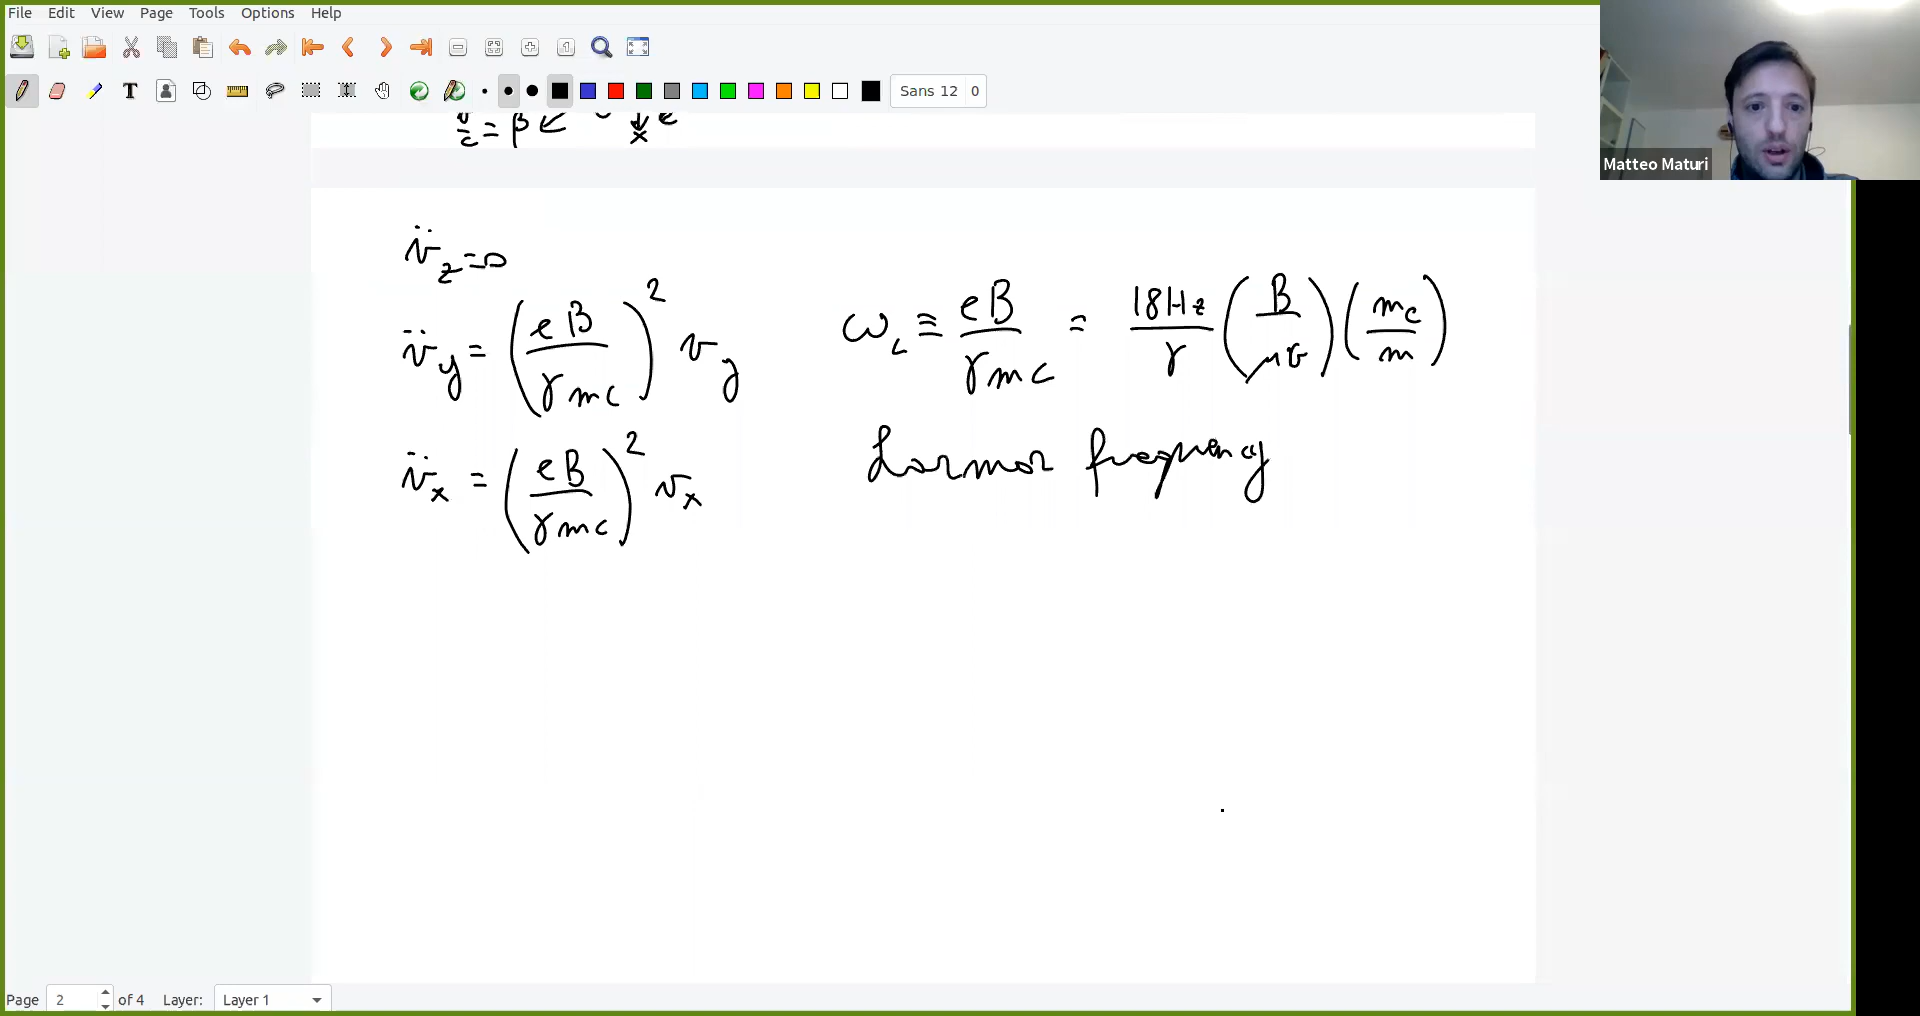 File Edit View Page Tools Options Help
Sans 12 0
Matteo Maturi
v/c = β
x
v̈_z = 0
v̈_y = (eB/γmc)² v_y
ω_L ≡ eB/γmc = 18Hz/γ (B/μG) (m_e/m)
v̈_x = (eB/γmc)² v_x
Larmor frequency
Page 2 of 4 Layer: Layer 1